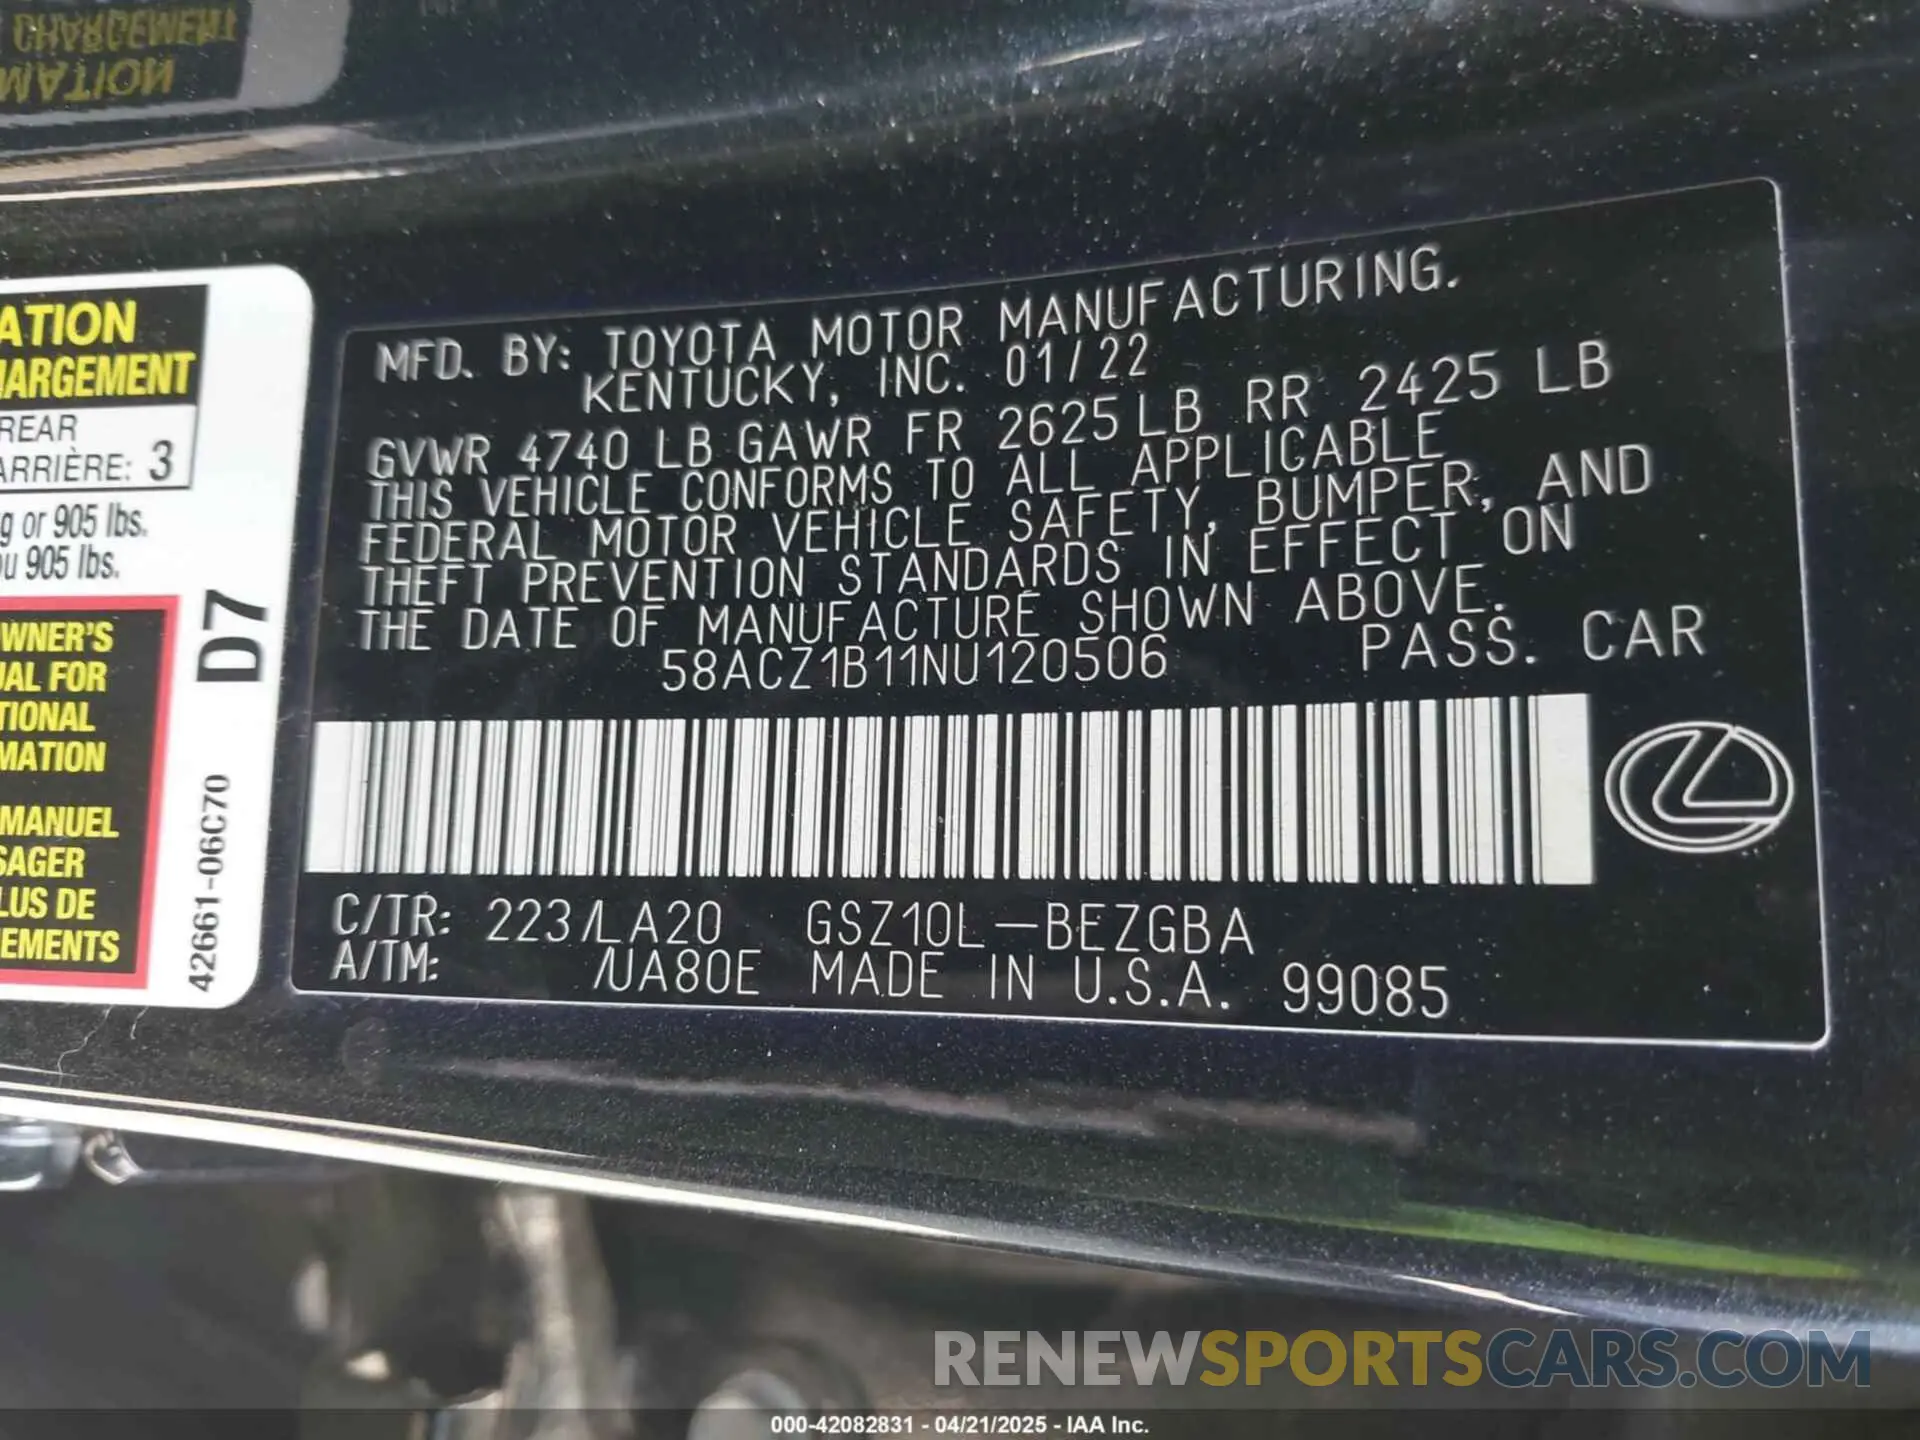 CHARGEMENT
MATION
ATION
HARGEMENT
REAR
ARRIÈRE: 3
g or 905 lbs.
ou 905 lbs.
OWNER'S
UAL FOR
TIONAL
MATION
MANUEL
SAGER
LUS DE
EMENTS
D7
42661-06C70
MFD. BY: TOYOTA MOTOR MANUFACTURING.
KENTUCKY, INC. 01/22
GVWR 4740 LB GAWR FR 2625 LB RR 2425 LB
THIS VEHICLE CONFORMS TO ALL APPLICABLE
FEDERAL MOTOR VEHICLE SAFETY, BUMPER, AND
THEFT PREVENTION STANDARDS IN EFFECT ON
THE DATE OF MANUFACTURE SHOWN ABOVE.
58ACZ1B11NU120506 PASS. CAR
C/TR: 223/LA20 GSZ10L-BEZGBA
A/TM: /UA80E MADE IN U.S.A. 99085
RENEWSPORTSCARS.COM
000-42082831 - 04/21/2025 - IAA Inc.